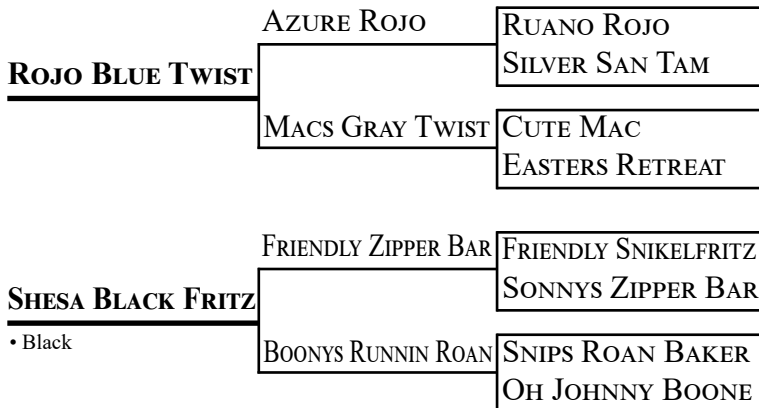 Azure Rojo
Ruano Rojo
Rojo Blue Twist
Silver San Tam
Macs Gray Twist
Cute Mac
Easters Retreat
Friendly Zipper Bar
Friendly Snikelfritz
Shesa Black Fritz
Sonnys Zipper Bar
• Black
Boonys Runnin Roan
Snips Roan Baker
Oh Johnny Boone